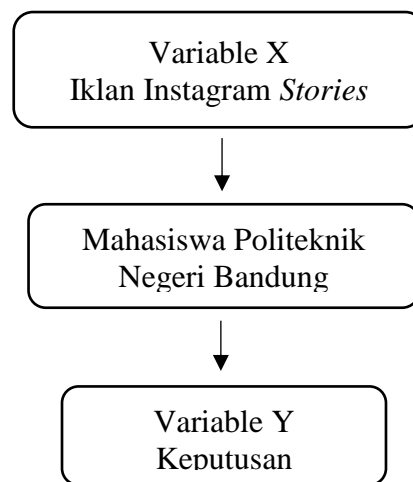 Variable X
Iklan Instagram Stories
Mahasiswa Politeknik
Negeri Bandung
Variable Y
Keputusan